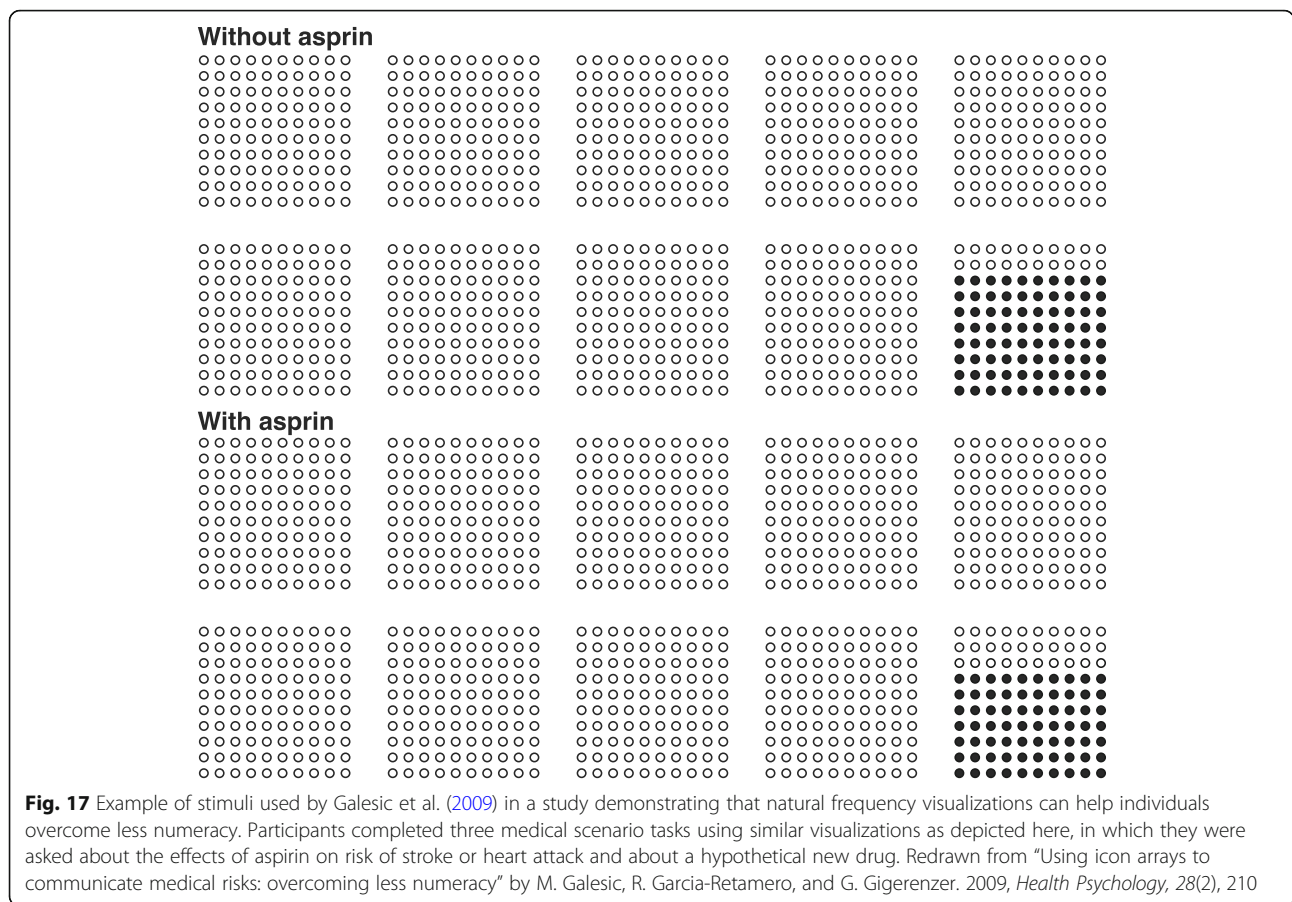 Without asprin
With asprin
Fig. 17 Example of stimuli used by Galesic et al. (2009) in a study demonstrating that natural frequency visualizations can help individuals
overcome less numeracy. Participants completed three medical scenario tasks using similar visualizations as depicted here, in which they were
asked about the effects of aspirin on risk of stroke or heart attack and about a hypothetical new drug. Redrawn from “Using icon arrays to
communicate medical risks: overcoming less numeracy” by M. Galesic, R. Garcia-Retamero, and G. Gigerenzer. 2009, Health Psychology, 28(2), 210